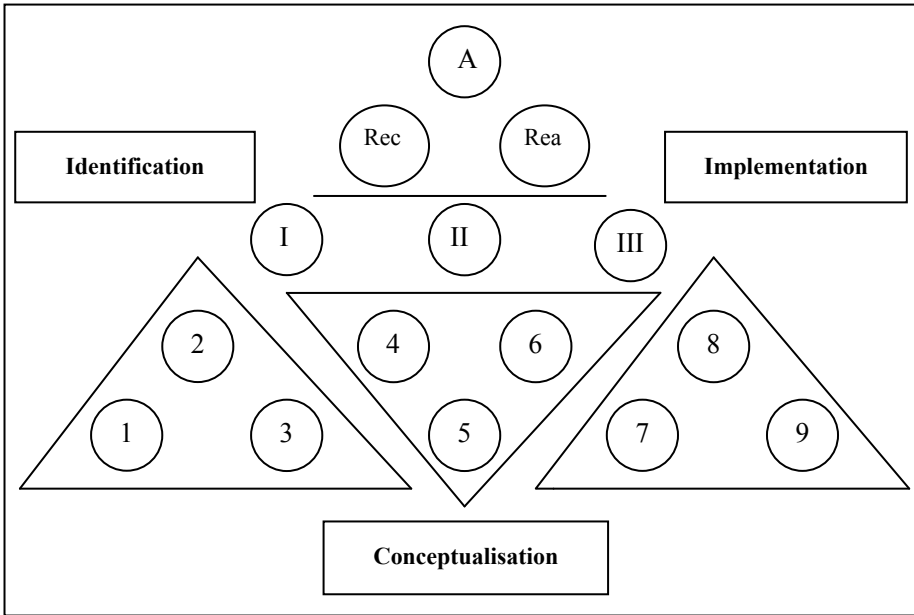 A
Rec Rea
Identification Implementation
I II III
2 4 6 8
1 3 5 7 9
Conceptualisation